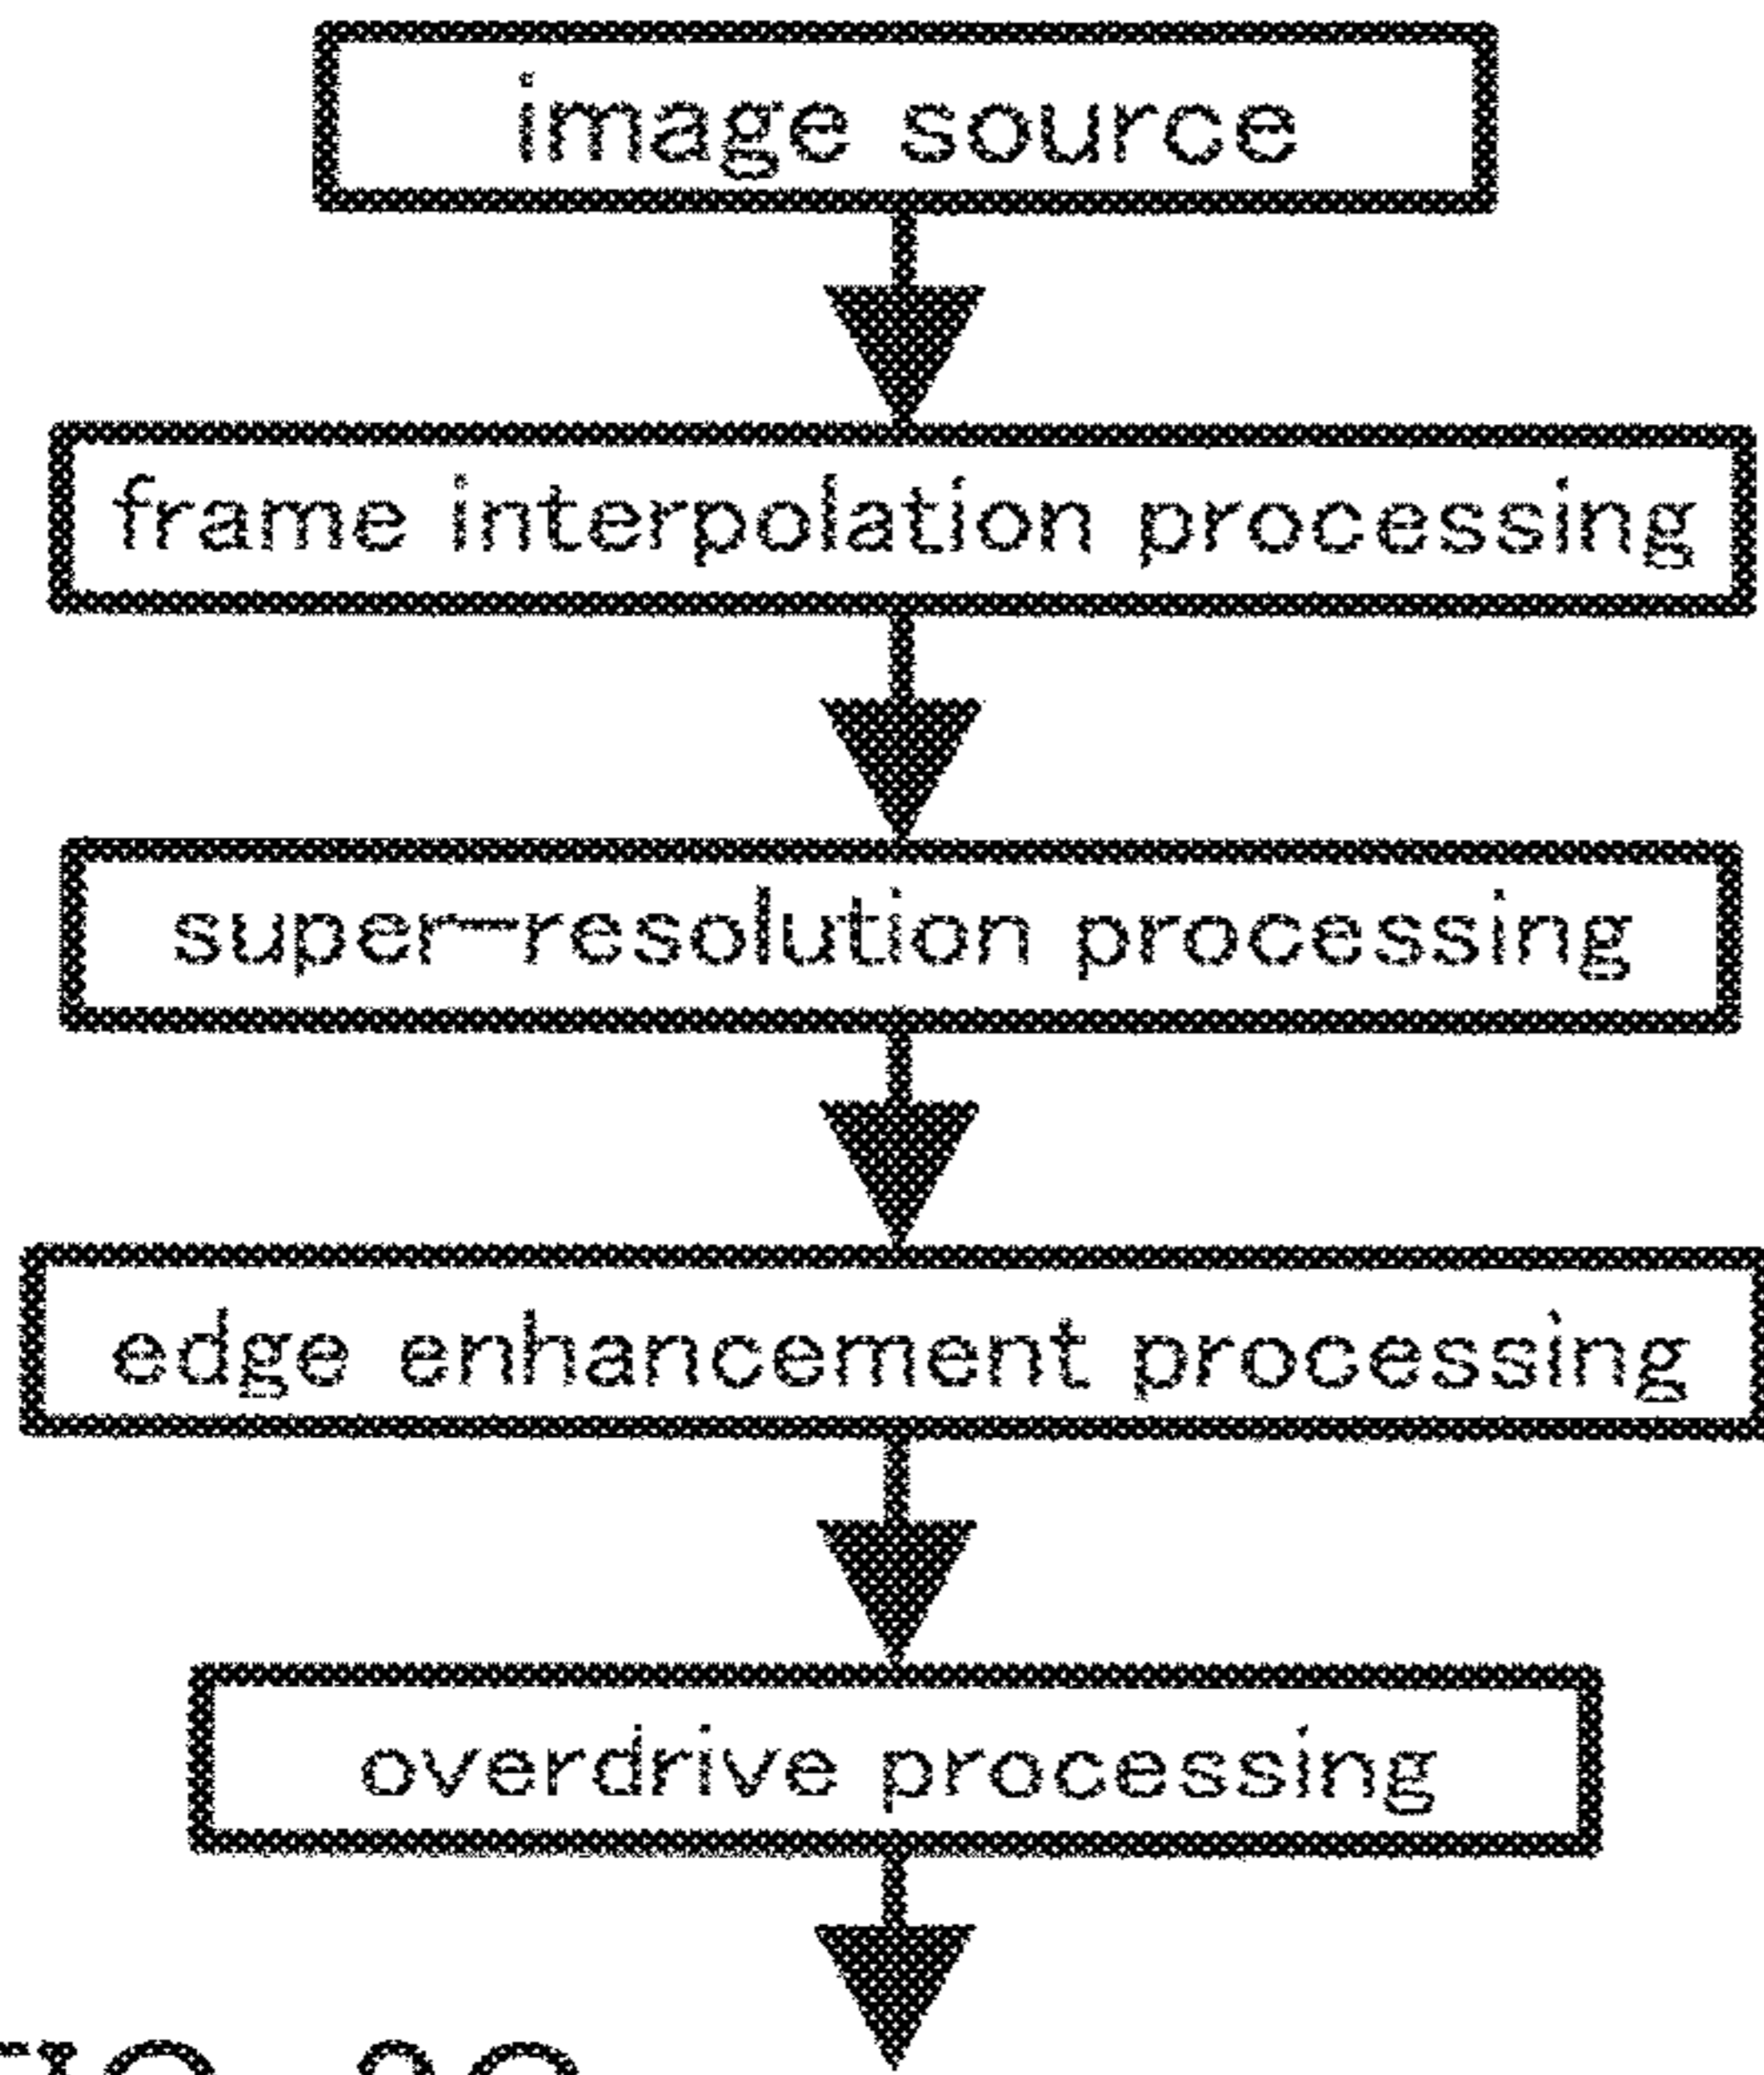 image source
frame interpolation processing
super-resolution processing
edge enhancement processing
overdrive processing